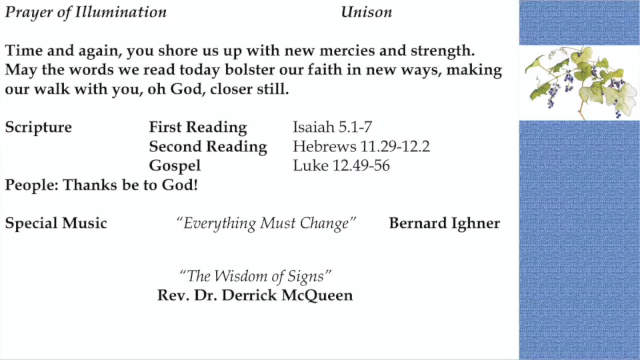 Prayer of Illumination Unison
Time and again, you shore us up with new mercies and strength.
May the words we read today bolster our faith in new ways, making
our walk with you, oh God, closer still.
Scripture First Reading Isaiah 5.1-7
Second Reading Hebrews 11.29-12.2
Gospel Luke 12.49-56
People: Thanks be to God!
Special Music “Everything Must Change” Bernard Ighner
“The Wisdom of Signs”
Rev. Dr. Derrick McQueen